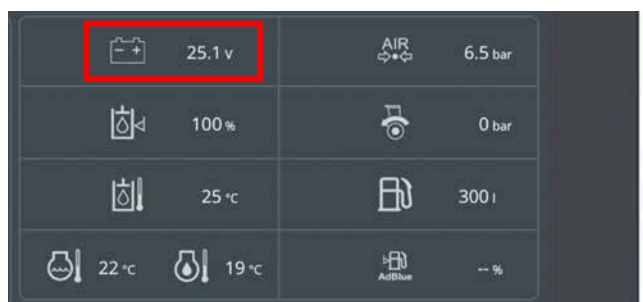 25.1 v
AIR
6.5 bar
100 %
0 bar
25 °C
300 l
22 °C
19 °C
AdBlue
-- %